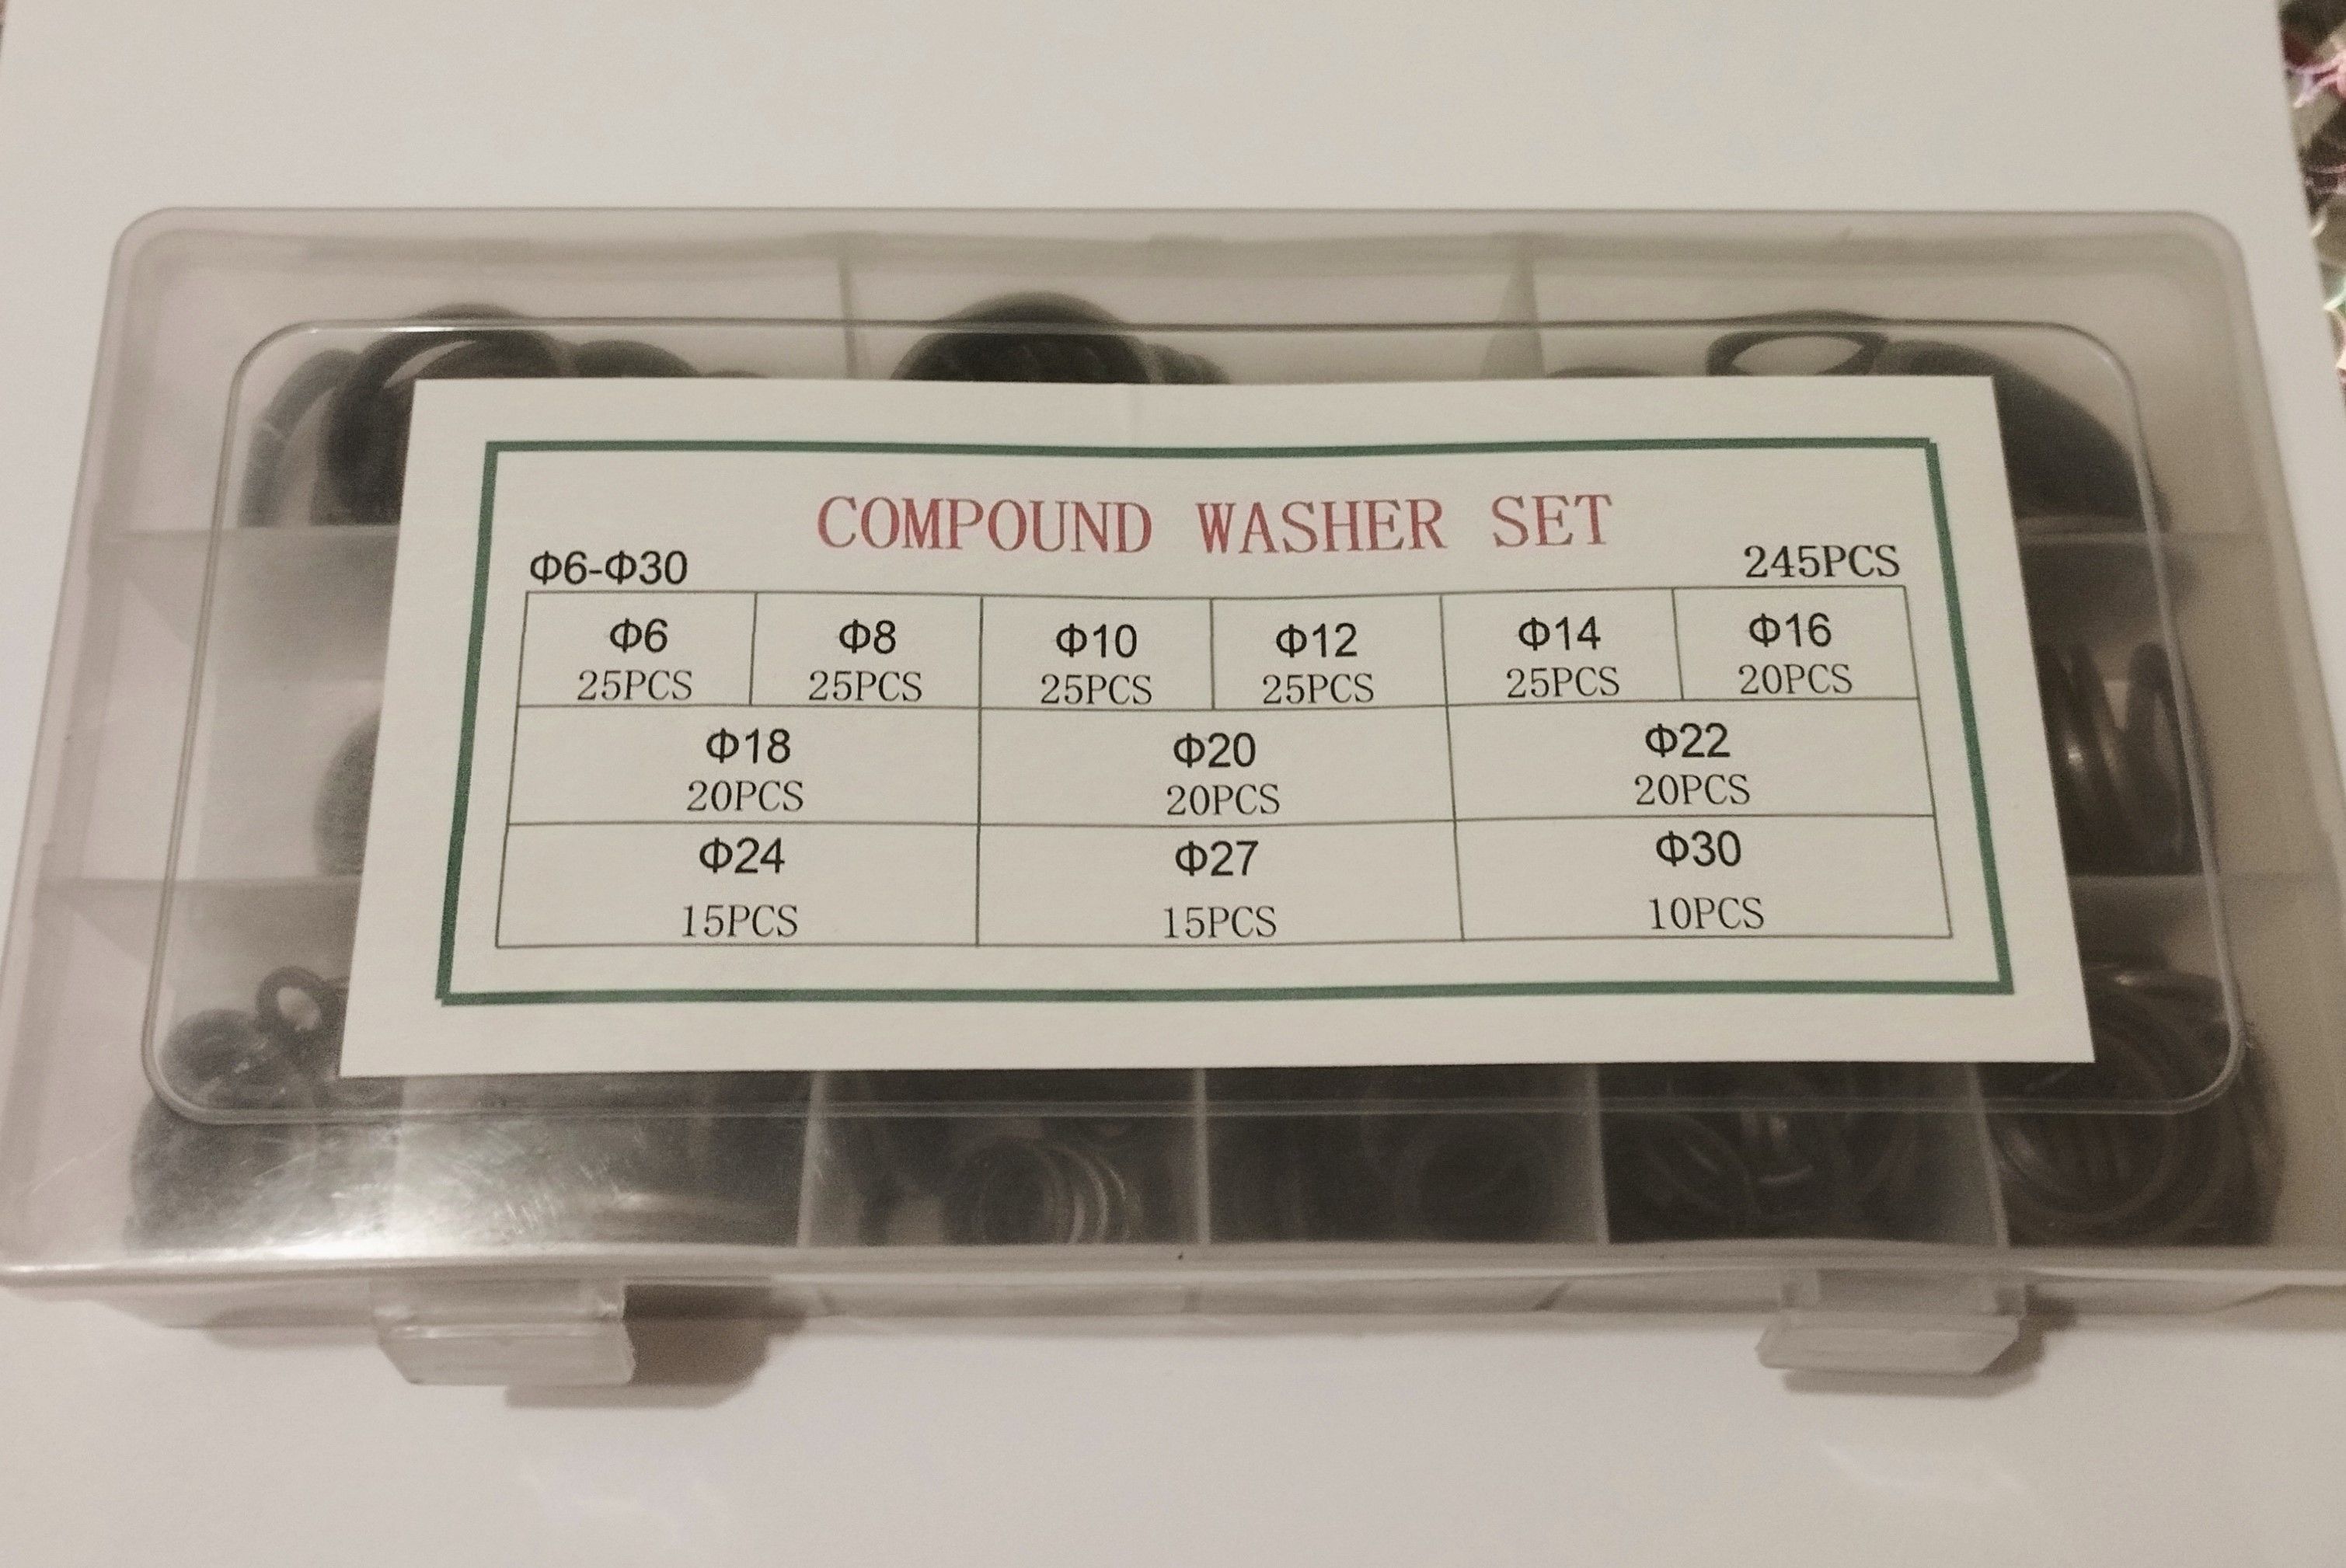 COMPOUND WASHER SET
Φ6-Φ30 245PCS
Φ6 Φ8 Φ10 Φ12 Φ14 Φ16
25PCS 25PCS 25PCS 25PCS 25PCS 20PCS
Φ18 Φ20 Φ22
20PCS 20PCS 20PCS
Φ24 Φ27 Φ30
15PCS 15PCS 10PCS